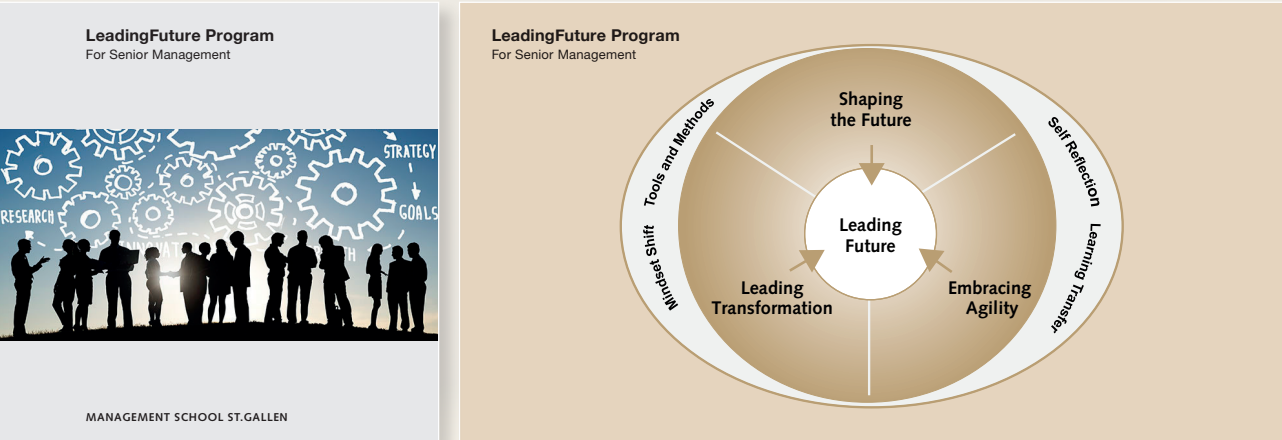 LeadingFuture Program
For Senior Management
STRATEGY
RESEARCH
GOALS
MANAGEMENT SCHOOL ST.GALLEN
LeadingFuture Program
For Senior Management
Tools and Methods
Mindset Shift
Shaping
the Future
Leading
Future
Leading
Transformation
Embracing
Agility
Self Reflection
Learning Transfer